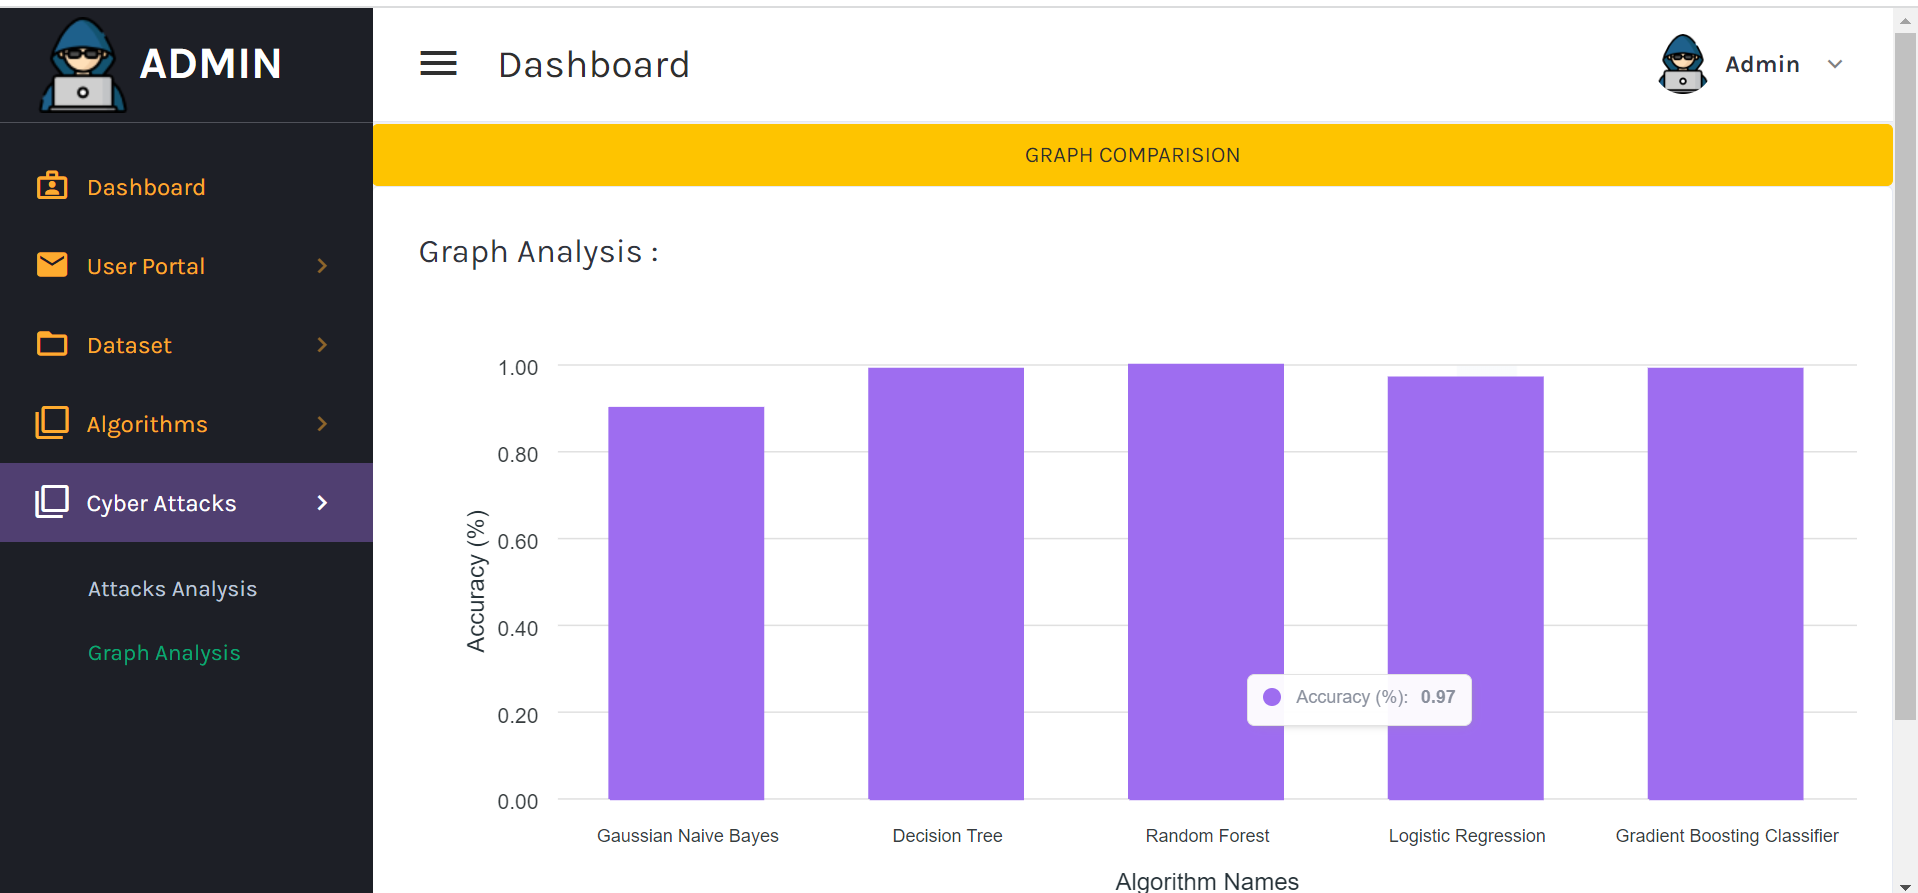 ADMIN
Dashboard
User Portal
Dataset
Algorithms
Cyber Attacks
Attacks Analysis
Graph Analysis
Dashboard
Admin
GRAPH COMPARISION
Graph Analysis :
Accuracy (%)
1.00
0.80
0.60
0.40
0.20
0.00
Accuracy (%): 0.97
Gaussian Naive Bayes
Decision Tree
Random Forest
Logistic Regression
Gradient Boosting Classifier
Algorithm Names